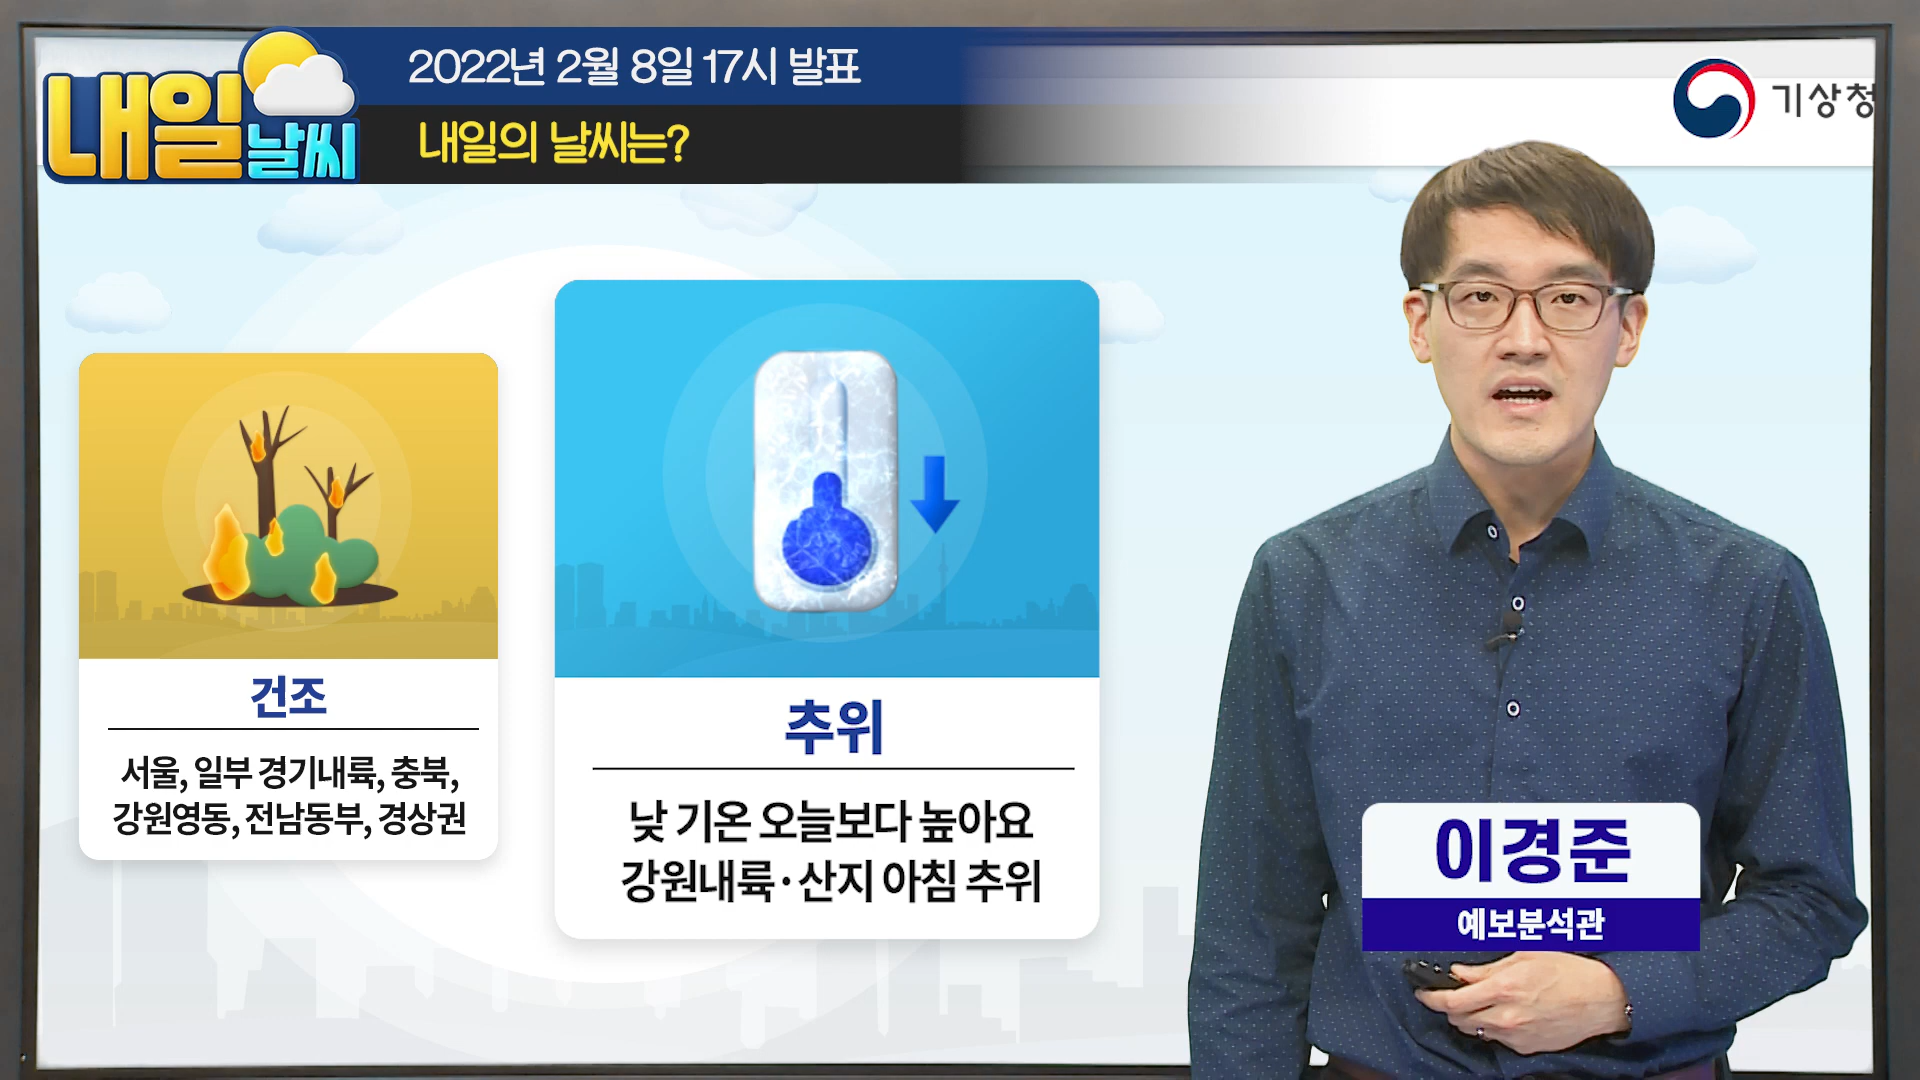 내일날씨
2022년 2월 8일 17시 발표
내일의 날씨는?
기상청
건조
서울, 일부 경기내륙, 충북,
강원영동, 전남동부, 경상권
추위
낮 기온 오늘보다 높아요
강원내륙·산지 아침 추위
이경준
예보분석관